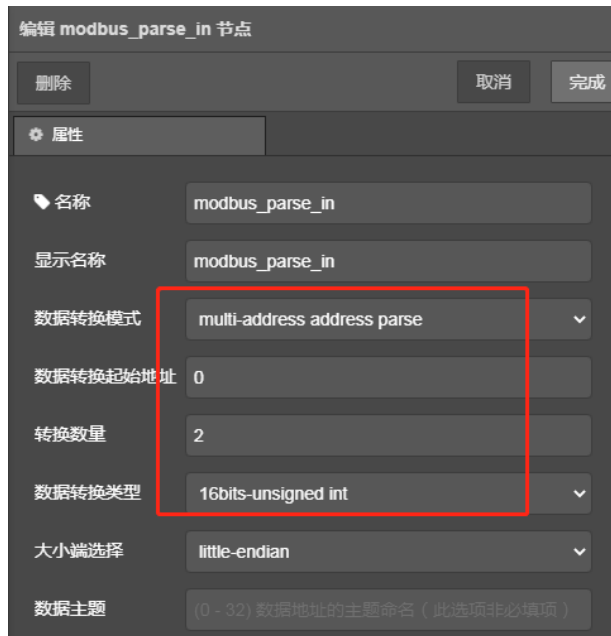 编辑 modbus_parse_in 节点
删除 取消 完成
属性
名称 modbus_parse_in
显示名称 modbus_parse_in
数据转换模式 multi-address address parse
数据转换起始地址 0
转换数量 2
数据转换类型 16bits-unsigned int
大小端选择 little-endian
数据主题 (0 - 32) 数据地址的主题命名（此选项非必填项）